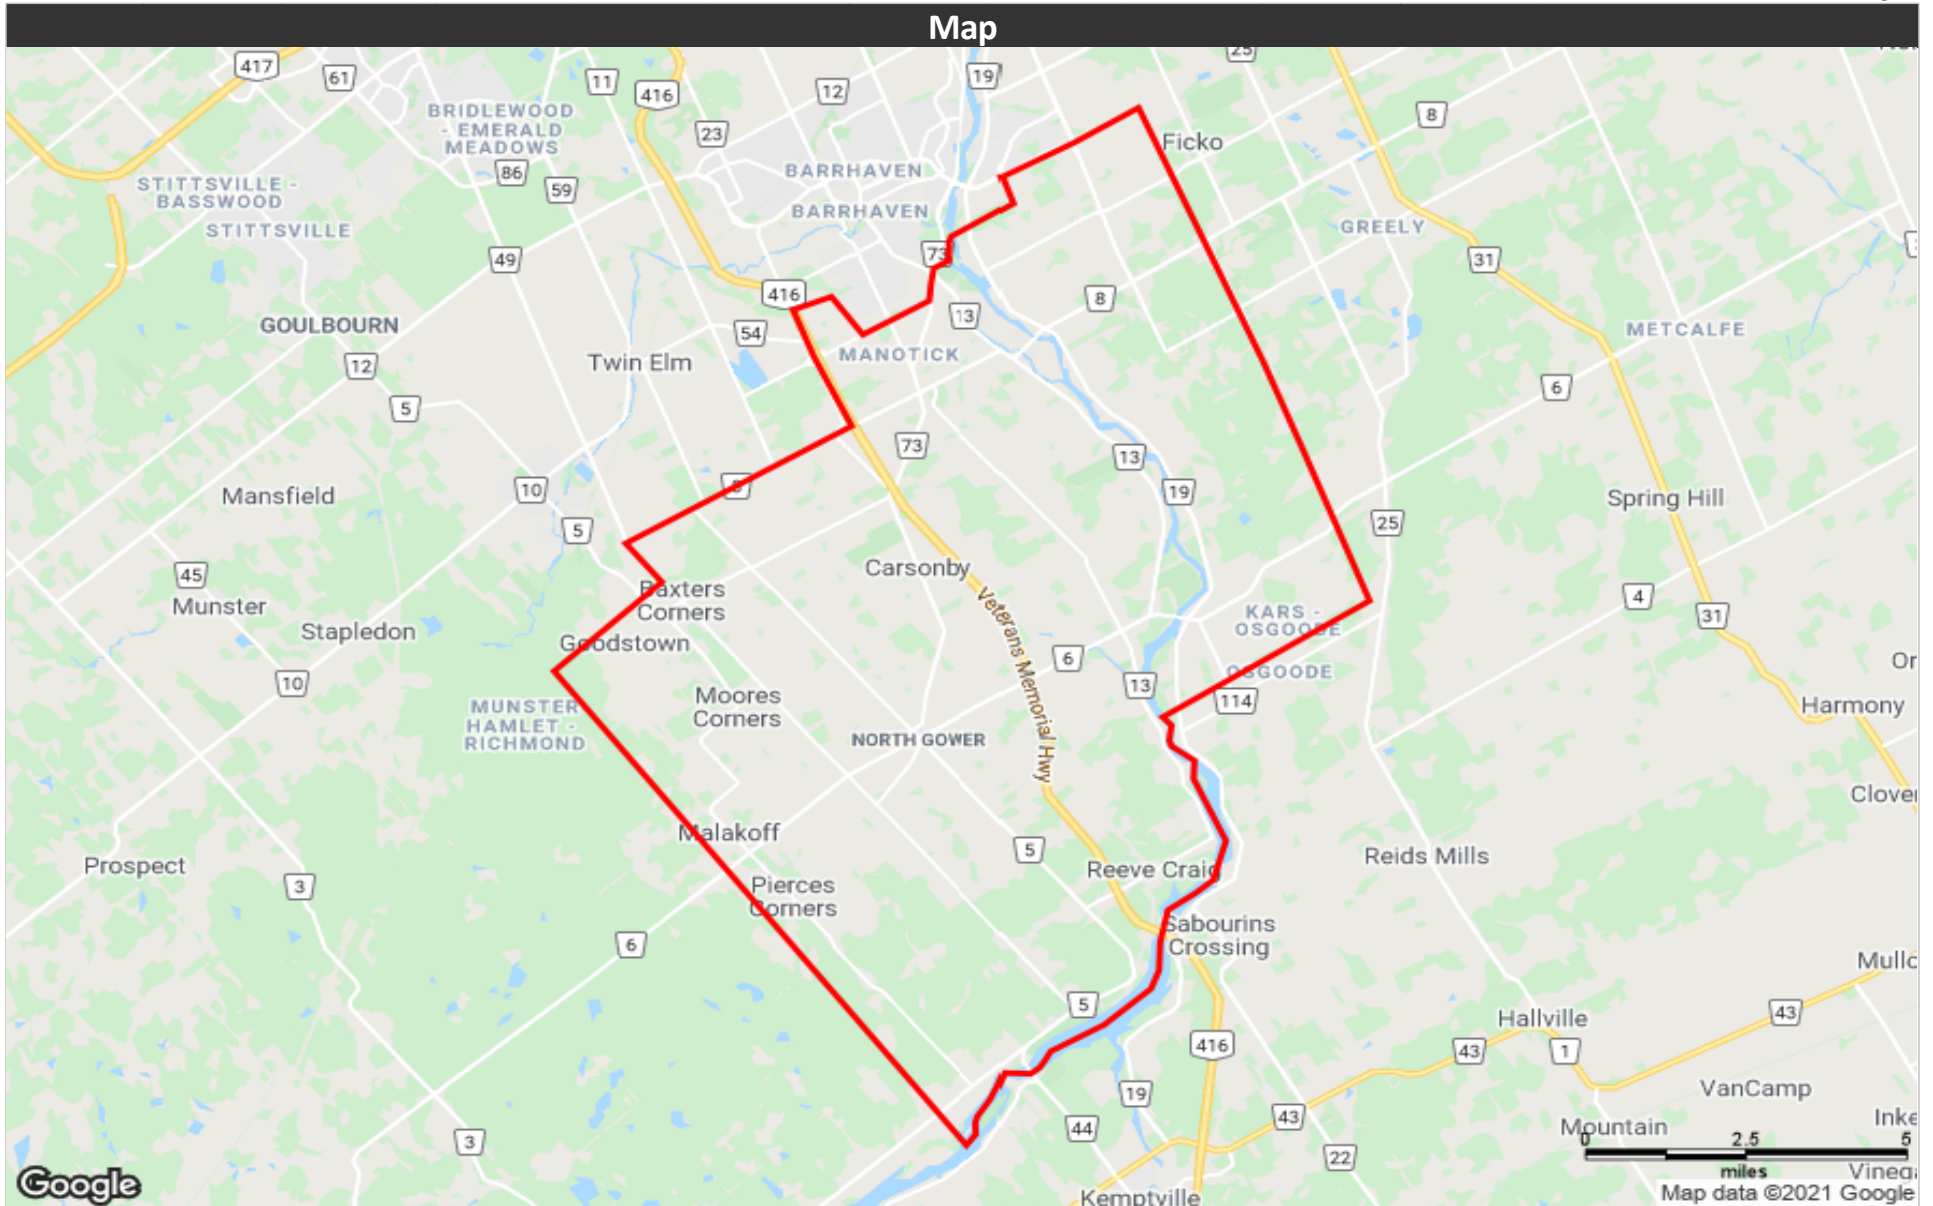 Map
417
61
11
416
12
19
25
BRIDLEWOOD
- EMERALD
MEADOWS
23
8
Ficko
86
59
BARRHAVEN
STITTSVILLE -
BASSWOOD
BARRHAVEN
STITTSVILLE
GREELY
49
73
31
416
8
13
GOULBOURN
54
METCALFE
MANOTICK
Twin Elm
12
6
5
73
13
10
8
19
Mansfield
Spring Hill
5
25
Carsonby
45
Baxters
Corners
4
Munster
KARS -
OSGOODE
31
Stapledon
Goodstown
Veterans Memorial Hwy
6
OSGOODE
10
13
114
Moores
Corners
MUNSTER
HAMLET -
RICHMOND
Harmony
NORTH GOWER
Malakoff
5
Reids Mills
Prospect
Reeve Craig
3
Pierces
Corners
Sabourins
Crossing
6
5
43
Hallville
416
43
1
19
VanCamp
43
44
Mountain
3
22
0
2.5
5
miles
Google
Kemptville
Map data ©2021 Google